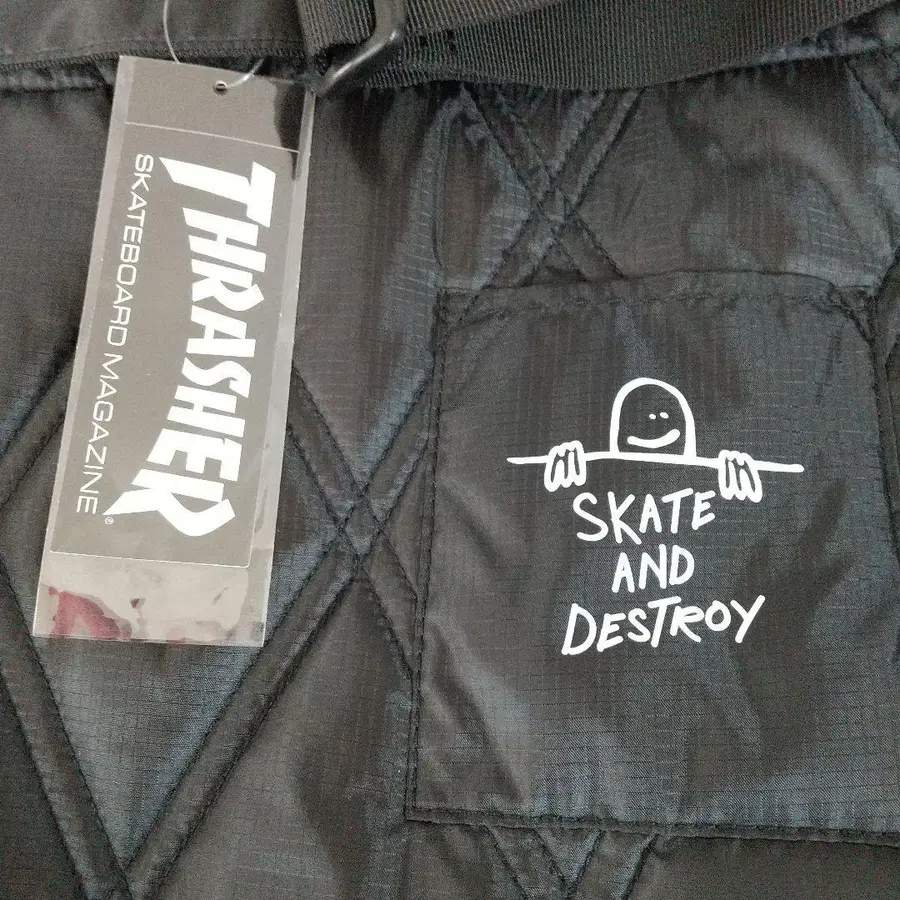 THRASHER
SKATEBOARD MAGAZINE®
SKATE
AND
DESTROY